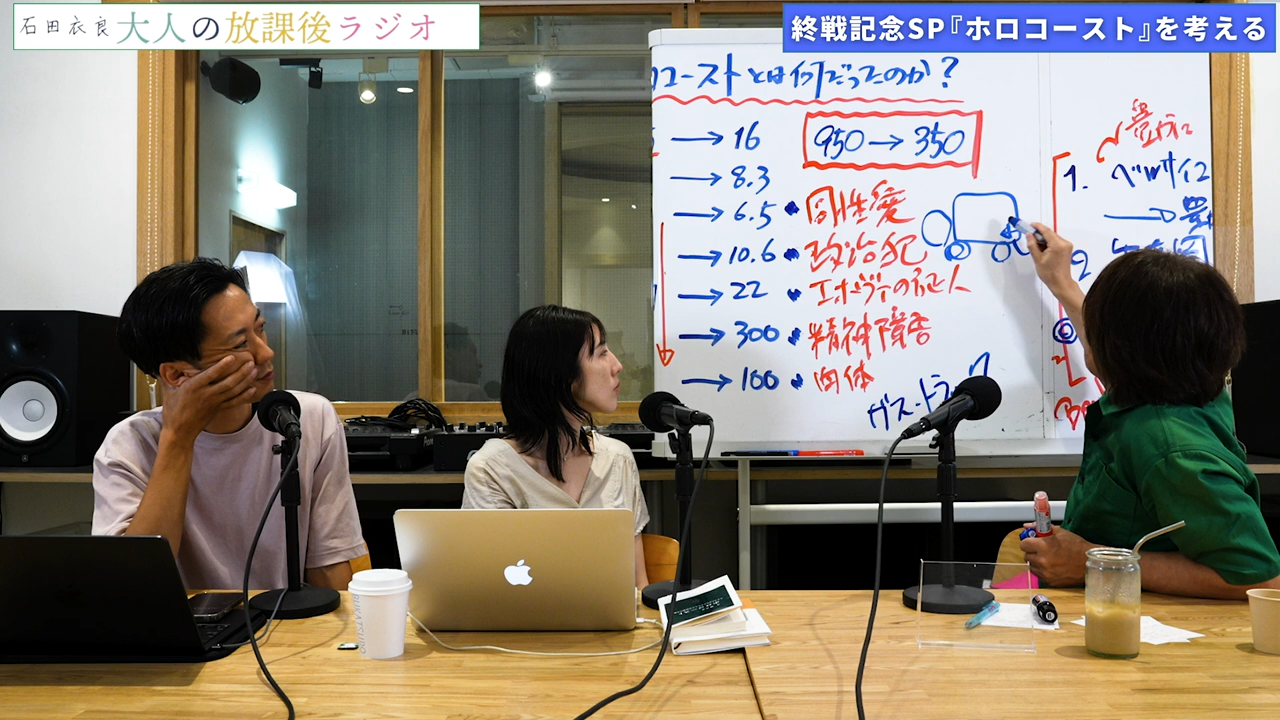 石田衣良大人の放課後ラジオ
終戦記念SP『ホロコースト』を考える
コーストとは何だったのか?
→ 16
950 → 350
→ 8.3
→ 6.5 ・同性愛
→ 10.6 ・政治犯
→ 22 ・エホヴァの証人
→ 300 ・精神障害
→ 100 ・肉体
ガス・トラック
1. ベルサイユ
→
2